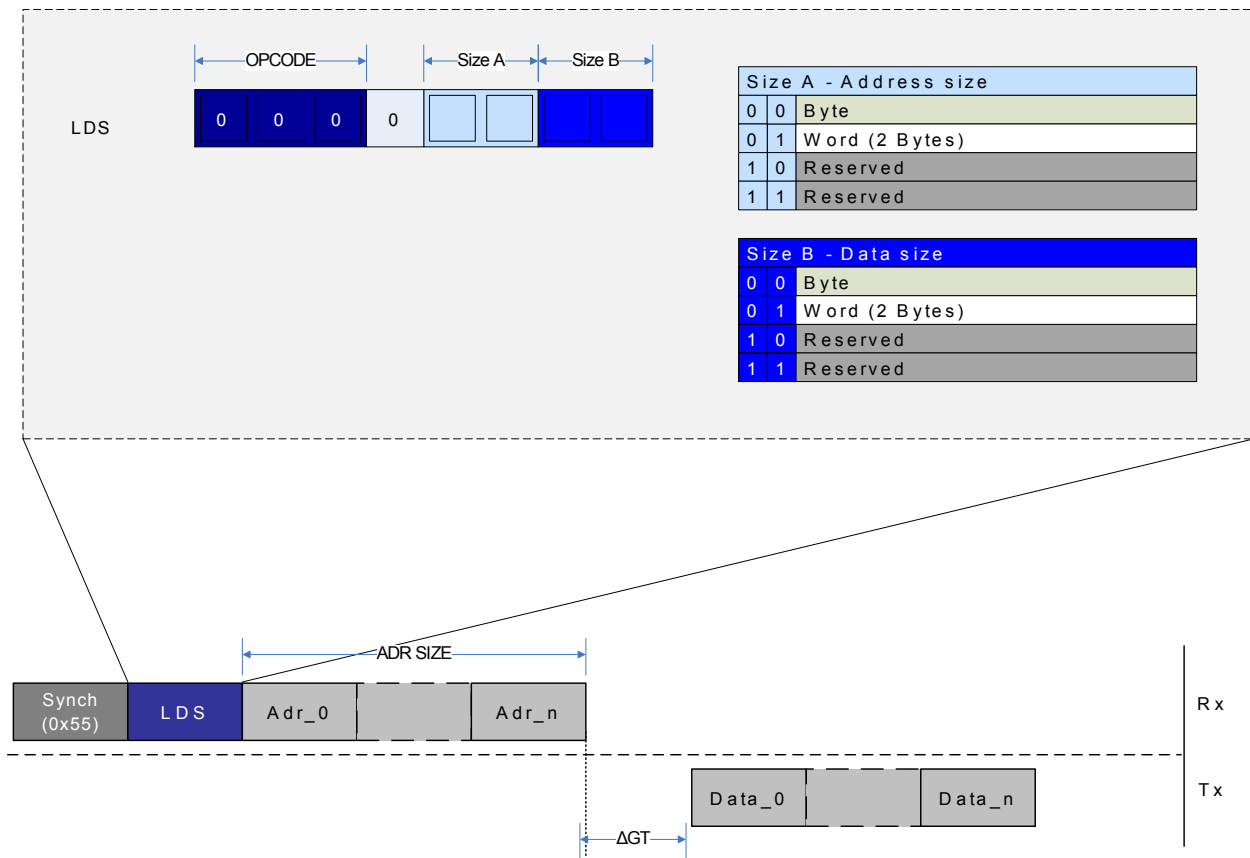 OPCODE Size A Size B
LDS 0 0 0 0
Size A - Address size
0 0 Byte
0 1 Word (2 Bytes)
1 0 Reserved
1 1 Reserved
Size B - Data size
0 0 Byte
0 1 Word (2 Bytes)
1 0 Reserved
1 1 Reserved
ADR SIZE
Synch
(0x55)
LDS Adr_0 Adr_n Rx
Data_0 Data_n Tx
ΔGT